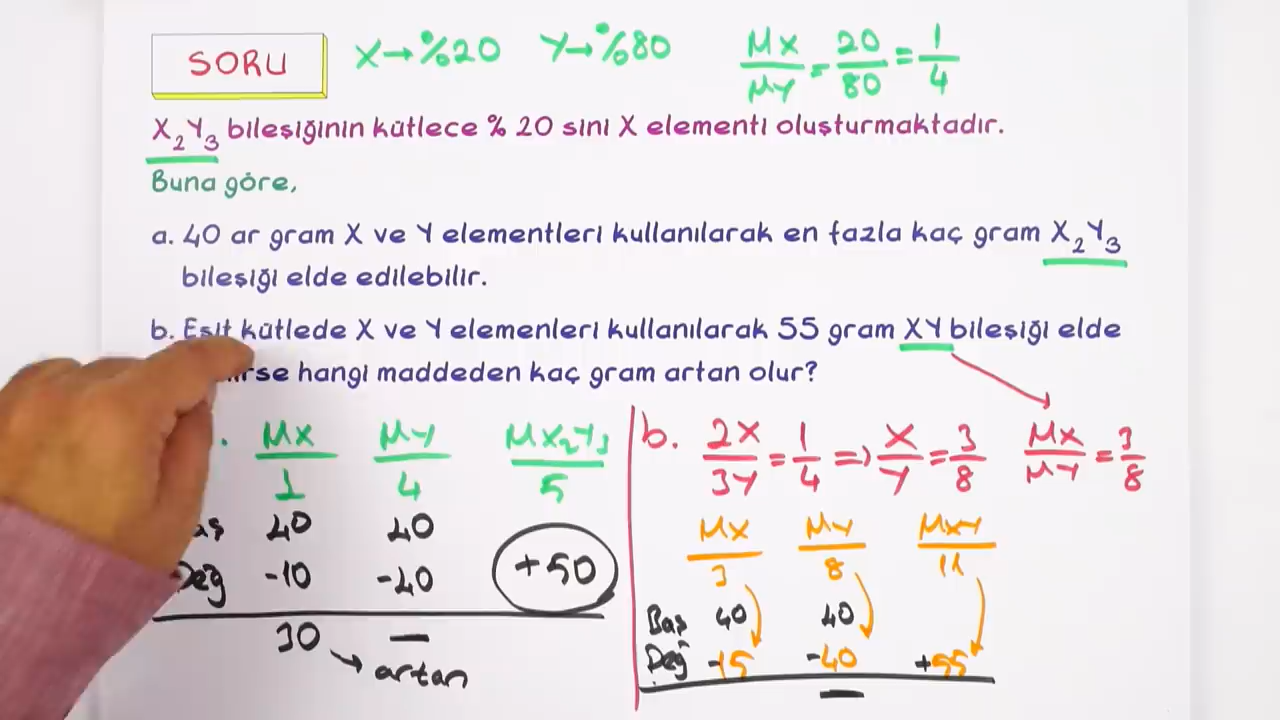 SORU X→%20 Y→%80 MX/MY = 20/80 = 1/4
X₂Y₃ bileşiğinin kütlece % 20 sini X elementi oluşturmaktadır.
Buna göre,
a. 40 ar gram X ve Y elementleri kullanılarak en fazla kaç gram X₂Y₃
bileşiği elde edilebilir.
b. Eşit kütlede X ve Y elemenleri kullanılarak 55 gram XY bileşiği elde
hangi maddeden kaç gram artan olur?
MX/1 MY/4 MX₂Y₃/5
40 40
Değ -10 -40 +50
30 —
→ artan
b. 2X/3Y = 1/4 => X/Y = 3/8 MX/MY = 3/8
MX/3 MY/8 MXY/11
Baş 40 40
Değ -15 -40 +55
—